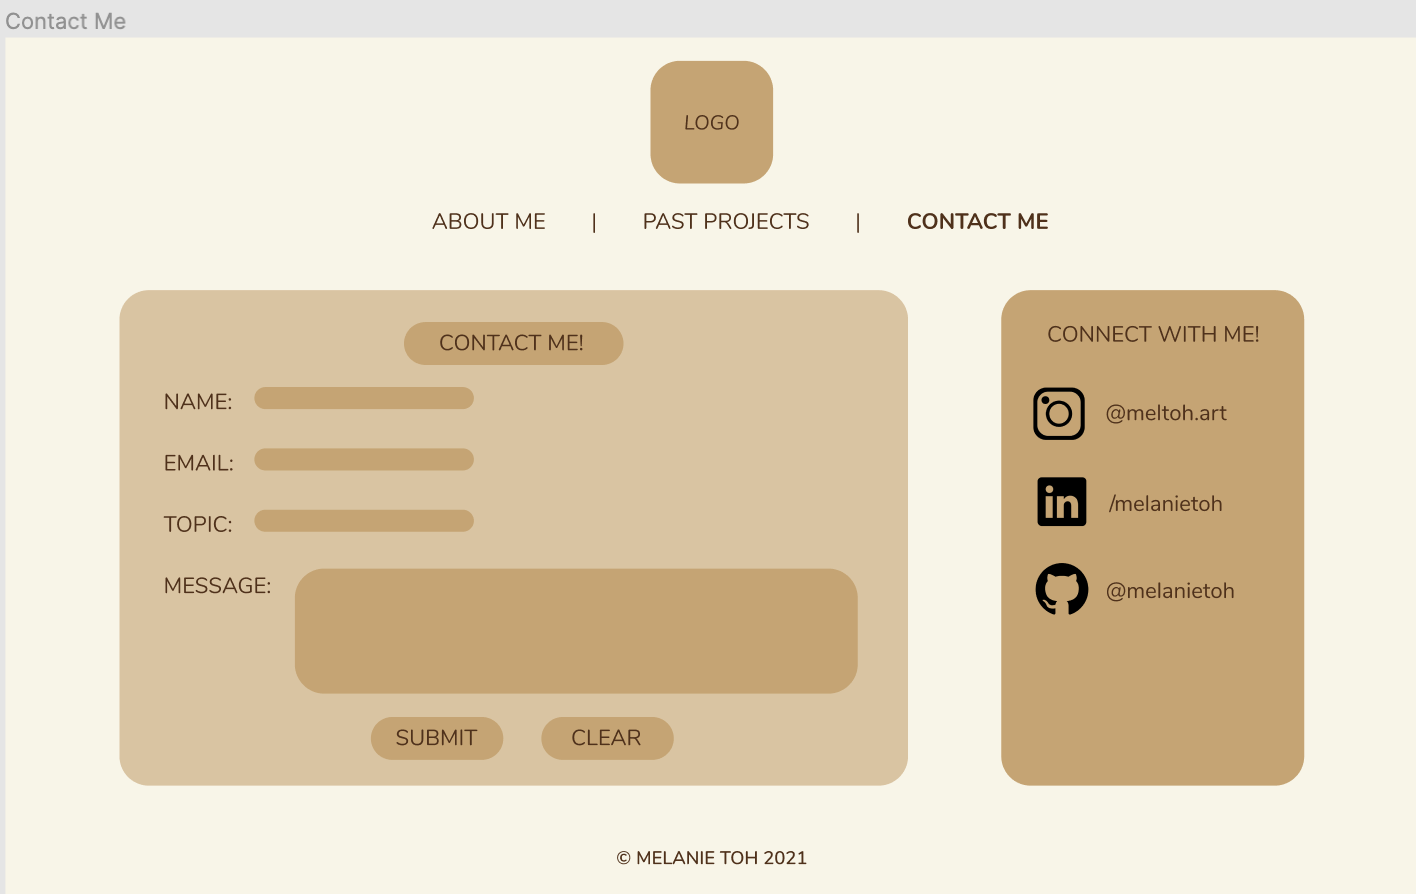 Contact Me
LOGO
ABOUT ME | PAST PROJECTS | CONTACT ME
CONTACT ME!
NAME:
EMAIL:
TOPIC:
MESSAGE:
SUBMIT
CLEAR
CONNECT WITH ME!
@meltoh.art
in
/melanietoh
@melanietoh
© MELANIE TOH 2021